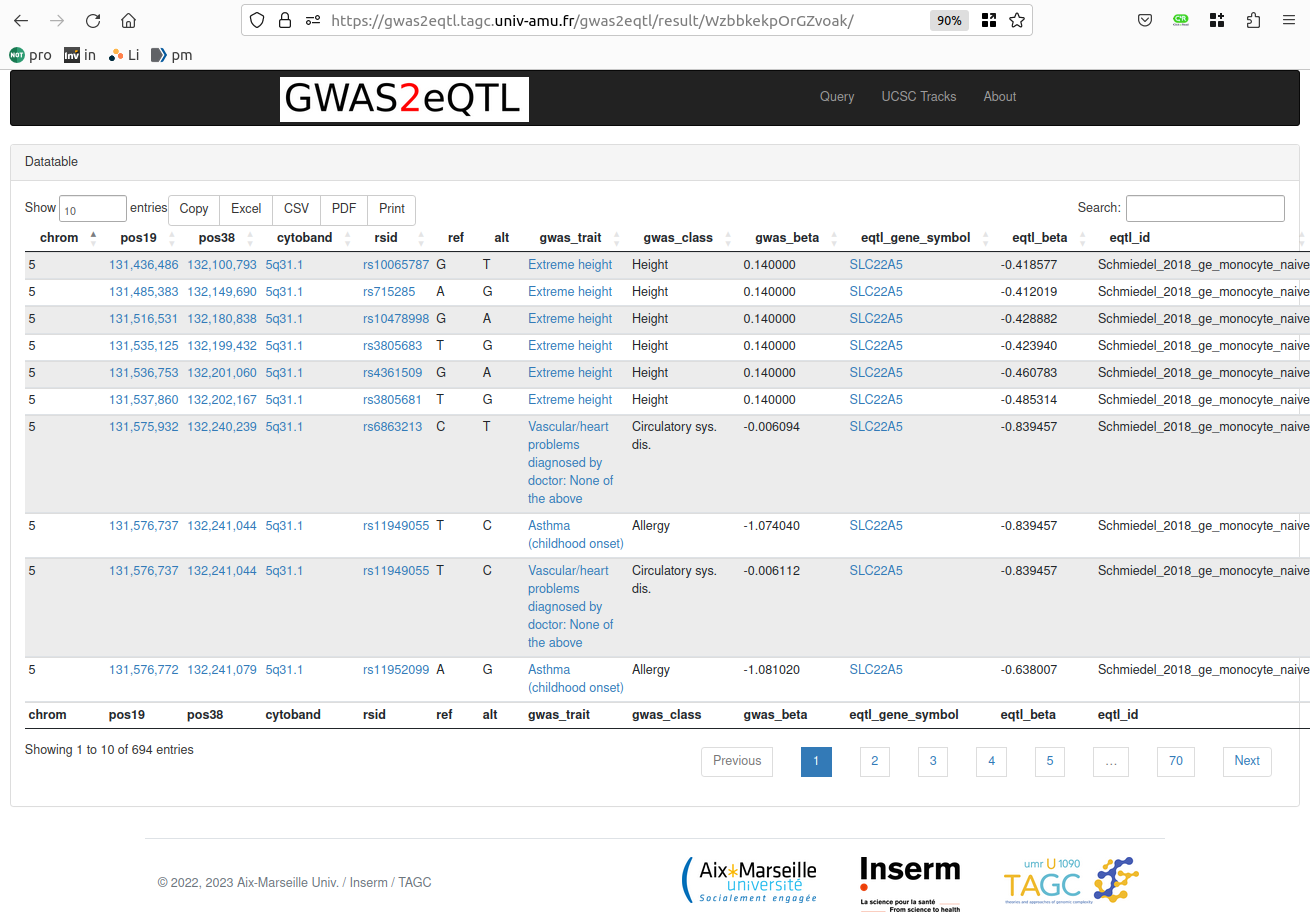 https://gwas2eqtl.tagc.univ-amu.fr/gwas2eqtl/result/WzbbkekpOrGZvoak/ 90%
NOT pro inv in Li pm
GWAS2eQTL Query UCSC Tracks About
Datatable
Show 10 entries Copy Excel CSV PDF Print Search:
chrom pos19 pos38 cytoband rsid ref alt gwas_trait gwas_class gwas_beta eqtl_gene_symbol eqtl_beta eqtl_id
5 131,436,486 132,100,793 5q31.1 rs10065787 G T Extreme height Height 0.140000 SLC22A5 -0.418577 Schmiedel_2018_ge_monocyte_naive
5 131,485,383 132,149,690 5q31.1 rs715285 A G Extreme height Height 0.140000 SLC22A5 -0.412019 Schmiedel_2018_ge_monocyte_naive
5 131,516,531 132,180,838 5q31.1 rs10478998 G A Extreme height Height 0.140000 SLC22A5 -0.428882 Schmiedel_2018_ge_monocyte_naive
5 131,535,125 132,199,432 5q31.1 rs3805683 T G Extreme height Height 0.140000 SLC22A5 -0.423940 Schmiedel_2018_ge_monocyte_naive
5 131,536,753 132,201,060 5q31.1 rs4361509 G A Extreme height Height 0.140000 SLC22A5 -0.460783 Schmiedel_2018_ge_monocyte_naive
5 131,537,860 132,202,167 5q31.1 rs3805681 T G Extreme height Height 0.140000 SLC22A5 -0.485314 Schmiedel_2018_ge_monocyte_naive
5 131,575,932 132,240,239 5q31.1 rs6863213 C T Vascular/heart Circulatory sys. -0.006094 SLC22A5 -0.839457 Schmiedel_2018_ge_monocyte_naive
problems dis.
diagnosed by
doctor: None of
the above
5 131,576,737 132,241,044 5q31.1 rs11949055 T C Asthma Allergy -1.074040 SLC22A5 -0.839457 Schmiedel_2018_ge_monocyte_naive
(childhood onset)
5 131,576,737 132,241,044 5q31.1 rs11949055 T C Vascular/heart Circulatory sys. -0.006112 SLC22A5 -0.839457 Schmiedel_2018_ge_monocyte_naive
problems dis.
diagnosed by
doctor: None of
the above
5 131,576,772 132,241,079 5q31.1 rs11952099 A G Asthma Allergy -1.081020 SLC22A5 -0.638007 Schmiedel_2018_ge_monocyte_naive
(childhood onset)
chrom pos19 pos38 cytoband rsid ref alt gwas_trait gwas_class gwas_beta eqtl_gene_symbol eqtl_beta eqtl_id
Showing 1 to 10 of 694 entries
Previous 1 2 3 4 5 … 70 Next
© 2022, 2023 Aix-Marseille Univ. / Inserm / TAGC
Aix*Marseille
université
Socialement engagée
Inserm
La science pour la santé
From science to health
umr U 1090
TAGC
theories and approaches of genomic complexity